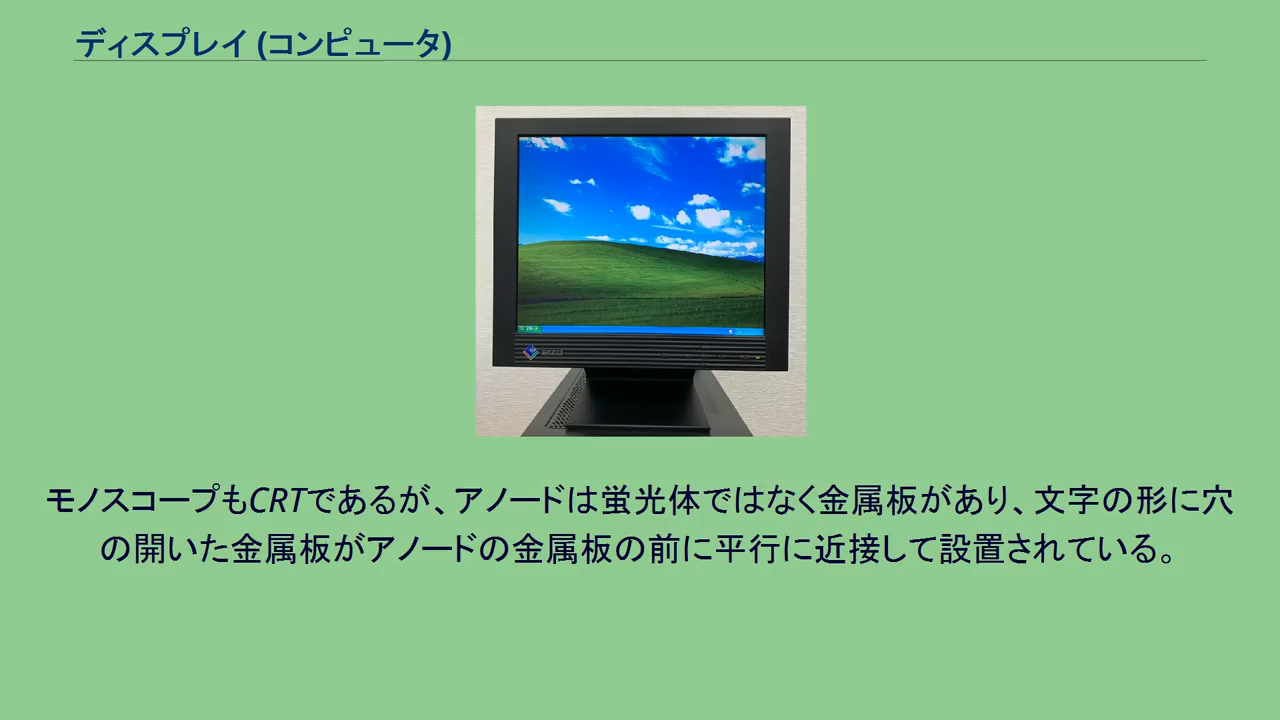 ディスプレイ (コンピュータ)
モノスコープもCRTであるが、アノードは蛍光体ではなく金属板があり、文字の形に穴
の開いた金属板がアノードの金属板の前に平行に近接して設置されている。